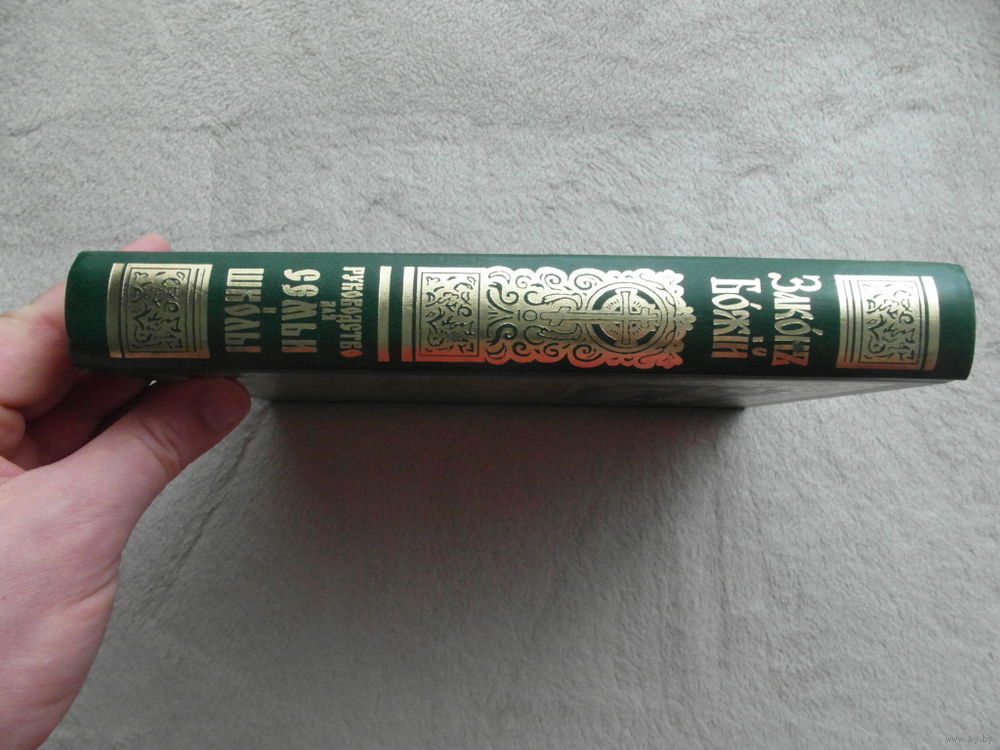 Зако́нъ
Бо́жій
РУКОВОДСТВО
ДЛЯ
СЕМЬИ
И
ШКОЛЫ
www.ay.by